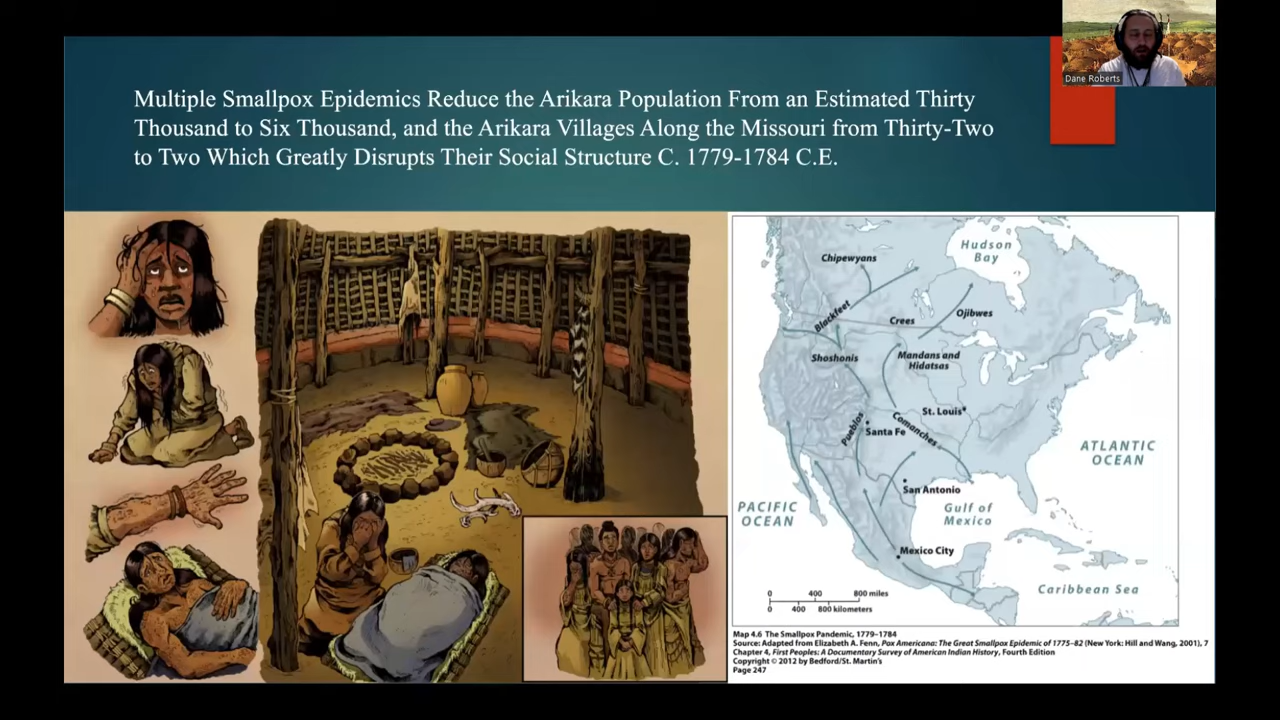 Dane Roberts
Multiple Smallpox Epidemics Reduce the Arikara Population From an Estimated Thirty
Thousand to Six Thousand, and the Arikara Villages Along the Missouri from Thirty-Two
to Two Which Greatly Disrupts Their Social Structure C. 1779-1784 C.E.
Hudson
Bay
Chipewyans
Blackfeet
Crees
Ojibwes
Shoshonis
Mandans and
Hidatsas
St. Louis
Pueblos
Santa Fe
Comanches
ATLANTIC
OCEAN
San Antonio
PACIFIC
OCEAN
Gulf of
Mexico
Mexico City
Caribbean Sea
0 400 800 miles
0 400 800 kilometers
Map 4.6 The Smallpox Pandemic, 1779–1784
Source: Adapted from Elizabeth A. Fenn, Pox Americana: The Great Smallpox Epidemic of 1775–82 (New York: Hill and Wang, 2001), 7
Chapter 4, First Peoples: A Documentary Survey of American Indian History, Fourth Edition
Copyright © 2012 by Bedford/St. Martin's
Page 247